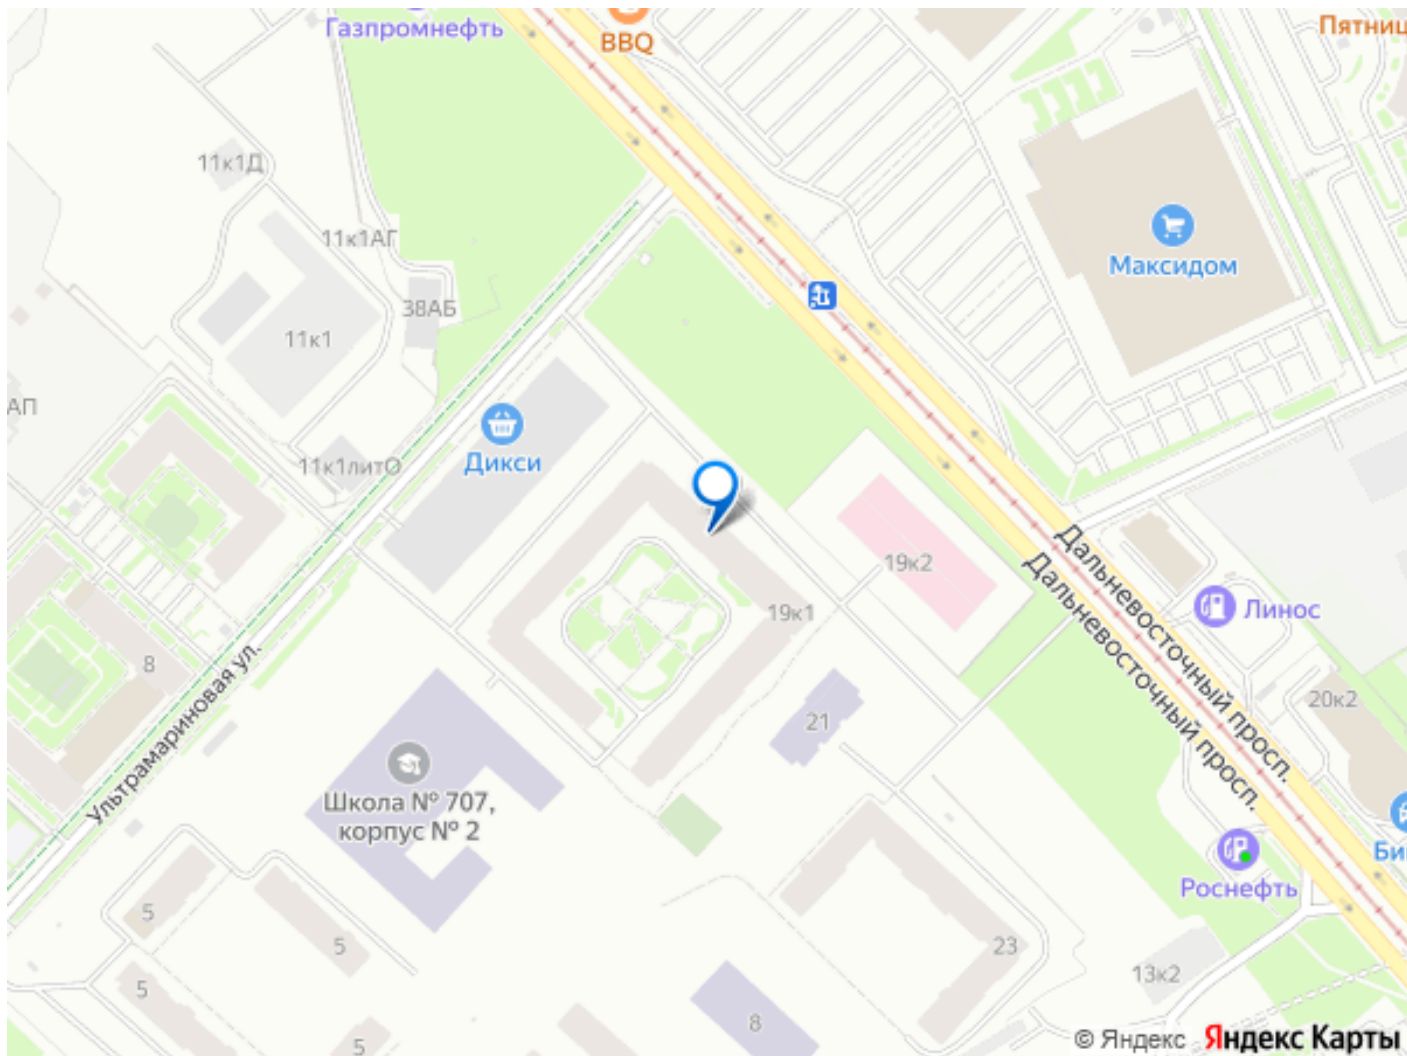 Газпромнефть
BBQ
Пятниц
11к1Д
11к1АГ
Максидом
38АБ
11к1
АП
11к1литО
Дикси
19к2
19к1
Дальневосточный просп.
Дальневосточный просп.
Линос
8
Ультрамариновая ул.
21
20к2
Школа № 707,
корпус № 2
Би
Роснефть
5
5
23
5
13к2
8
5
© Яндекс Яндекс Карты